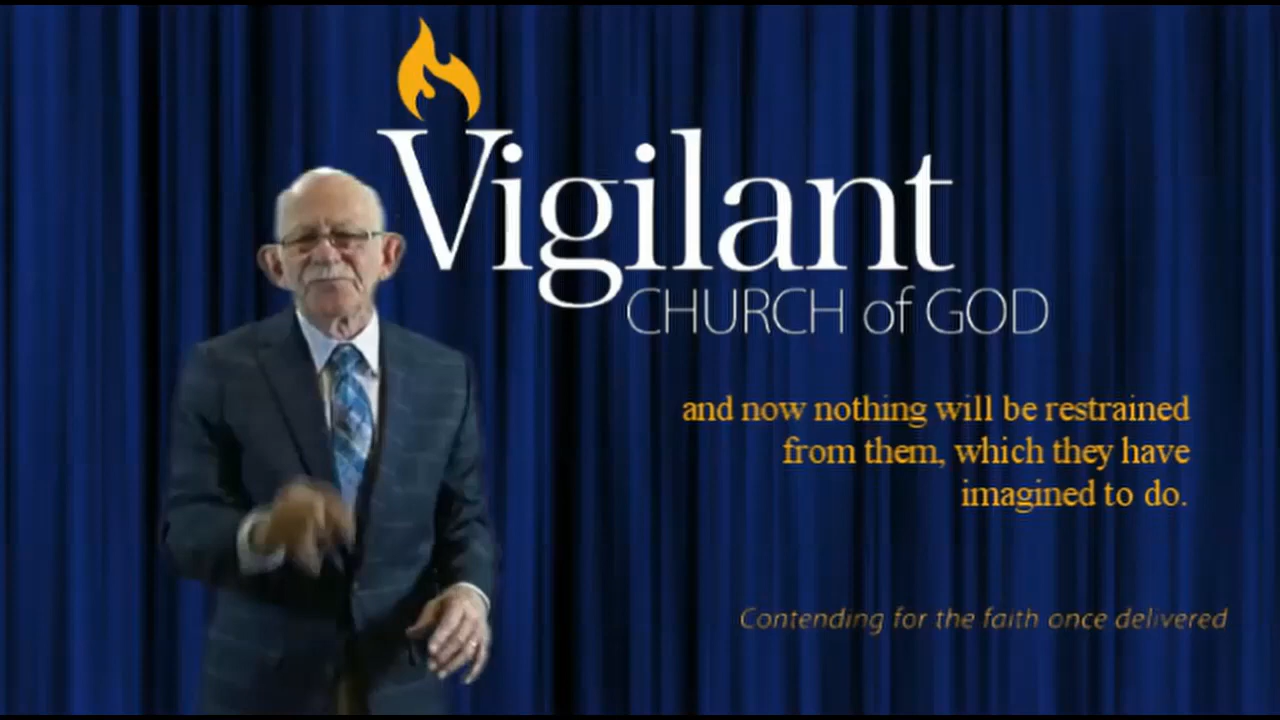 Vigilant
CHURCH of GOD
and now nothing will be restrained
from them, which they have
imagined to do.
Contending for the faith once delivered